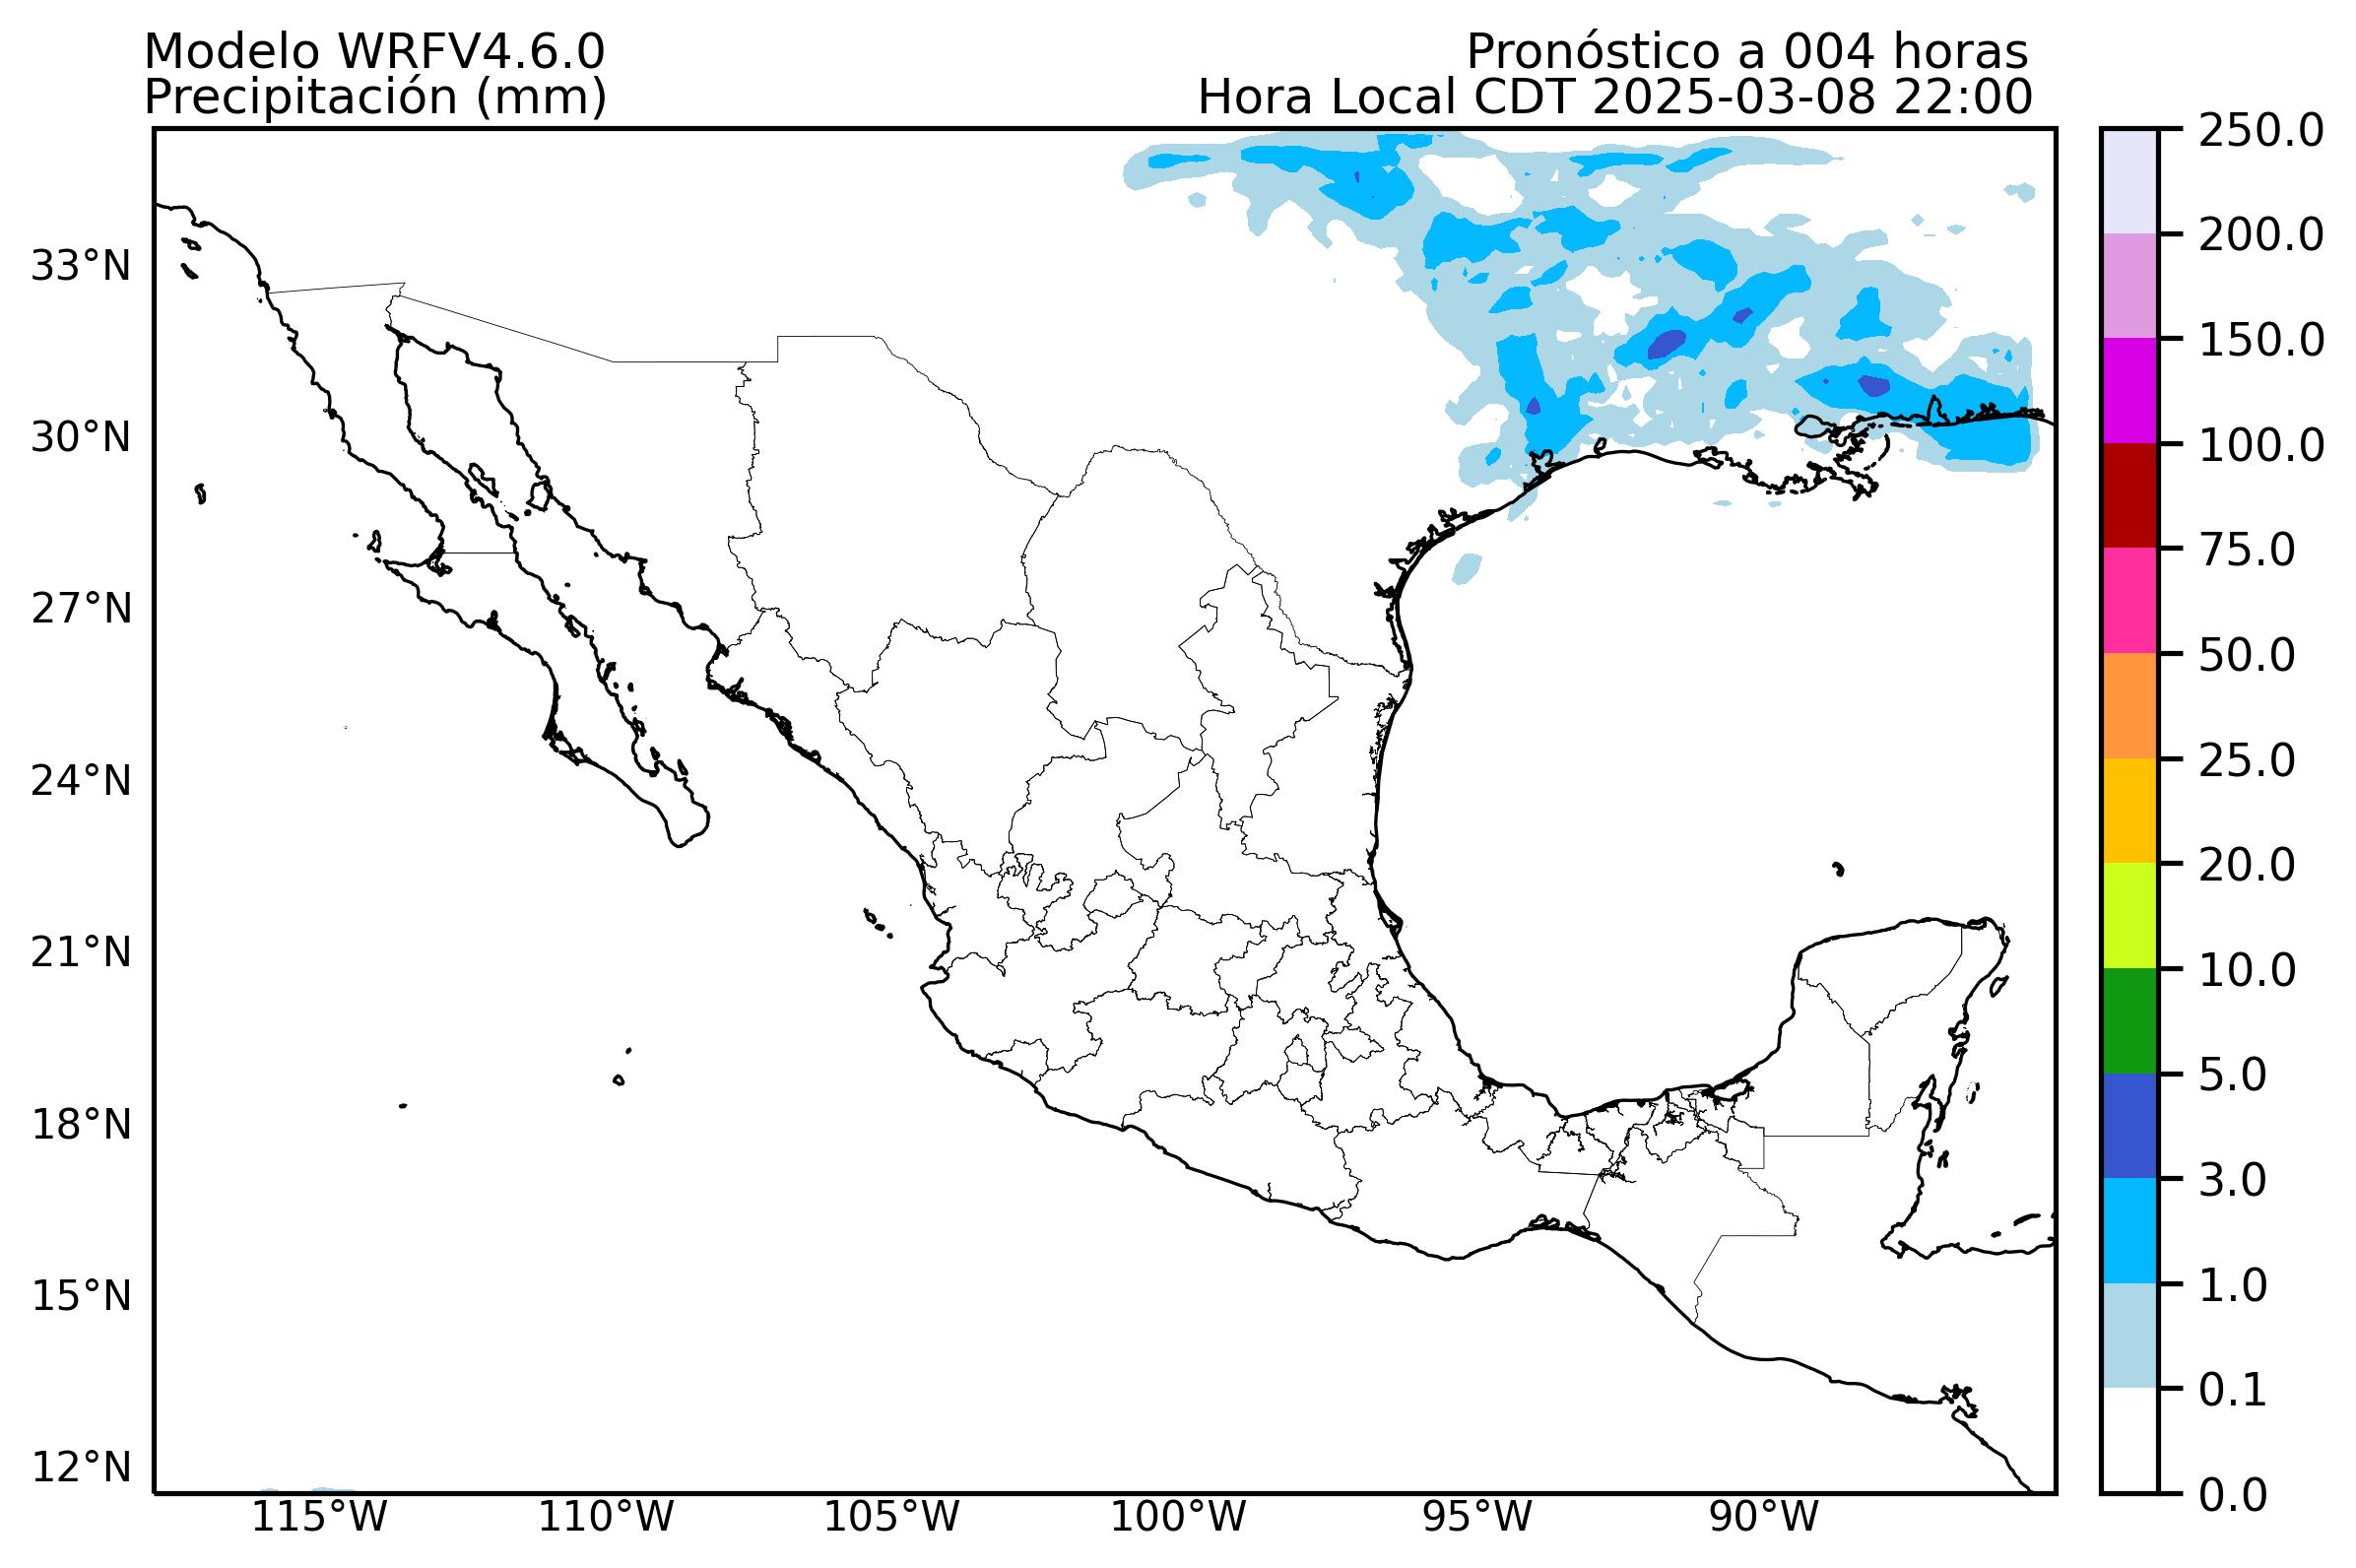 Modelo WRFV4.6.0
Precipitación (mm)
Pronóstico a 004 horas
Hora Local CDT 2025-03-08 22:00
33°N
30°N
27°N
24°N
21°N
18°N
15°N
12°N
115°W
110°W
105°W
100°W
95°W
90°W
250.0
200.0
150.0
100.0
75.0
50.0
25.0
20.0
10.0
5.0
3.0
1.0
0.1
0.0